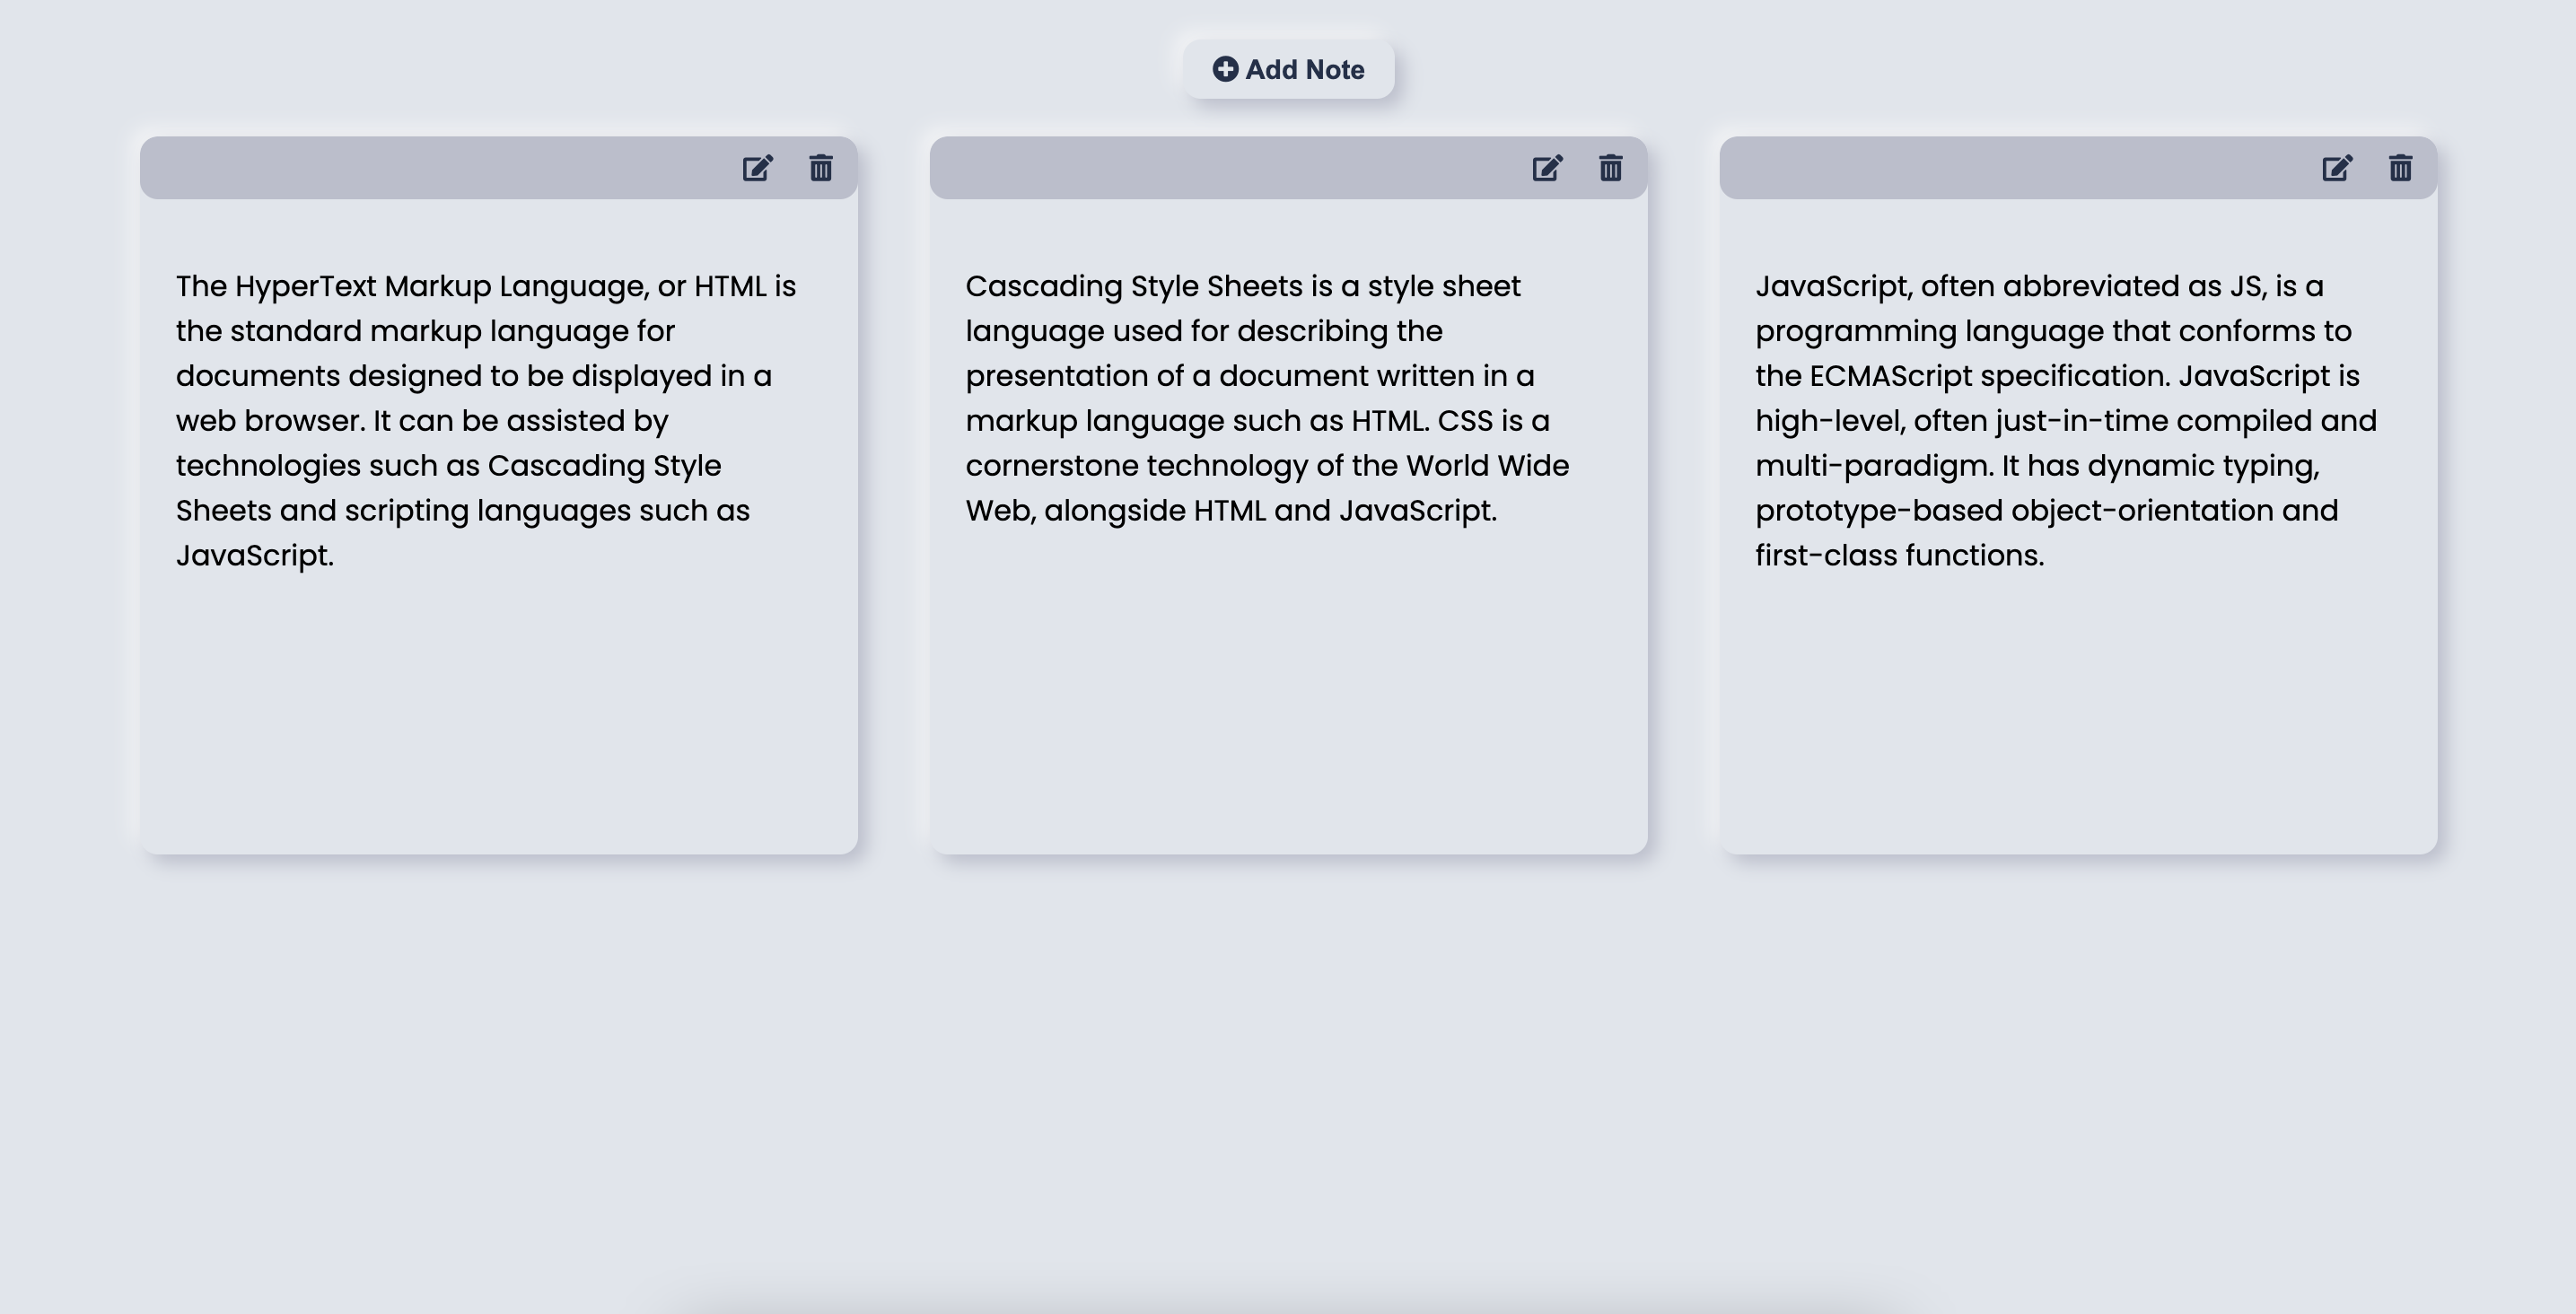 Add Note
The HyperText Markup Language, or HTML is
the standard markup language for
documents designed to be displayed in a
web browser. It can be assisted by
technologies such as Cascading Style
Sheets and scripting languages such as
JavaScript.
Cascading Style Sheets is a style sheet
language used for describing the
presentation of a document written in a
markup language such as HTML. CSS is a
cornerstone technology of the World Wide
Web, alongside HTML and JavaScript.
JavaScript, often abbreviated as JS, is a
programming language that conforms to
the ECMAScript specification. JavaScript is
high-level, often just-in-time compiled and
multi-paradigm. It has dynamic typing,
prototype-based object-orientation and
first-class functions.